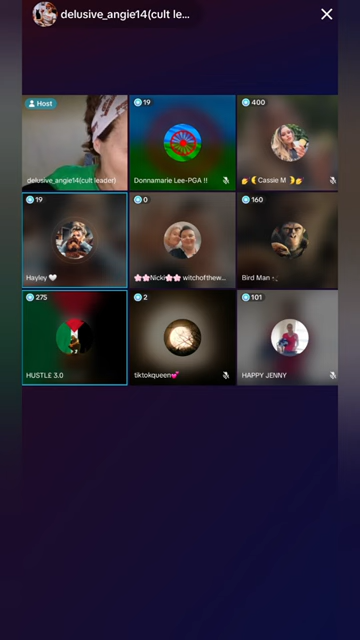 delusive_angie14(cult le...
Host
delusive_angie14(cult leader)
19
Donnamarie Lee-PGA !!
400
Cassie M
19
Hayley
0
Nicki witchofthew...
160
Bird Man
275
HUSTLE 3.0
2
tiktokqueen
101
HAPPY JENNY